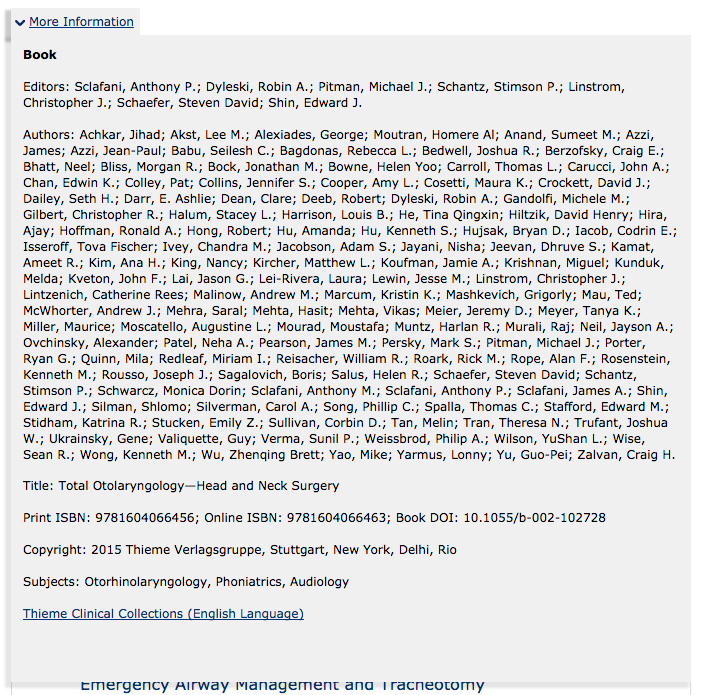 More Information
Book
Editors: Sclafani, Anthony P.; Dyleski, Robin A.; Pitman, Michael J.; Schantz, Stimson P.; Linstrom,
Christopher J.; Schaefer, Steven David; Shin, Edward J.
Authors: Achkar, Jihad; Akst, Lee M.; Alexiades, George; Moutran, Homere Al; Anand, Sumeet M.; Azzi,
James; Azzi, Jean-Paul; Babu, Seilesh C.; Bagdonas, Rebecca L.; Bedwell, Joshua R.; Berzofsky, Craig E.;
Bhatt, Neel; Bliss, Morgan R.; Bock, Jonathan M.; Bowne, Helen Yoo; Carroll, Thomas L.; Carucci, John A.;
Chan, Edwin K.; Colley, Pat; Collins, Jennifer S.; Cooper, Amy L.; Cosetti, Maura K.; Crockett, David J.;
Dailey, Seth H.; Darr, E. Ashlie; Dean, Clare; Deeb, Robert; Dyleski, Robin A.; Gandolfi, Michele M.;
Gilbert, Christopher R.; Halum, Stacey L.; Harrison, Louis B.; He, Tina Qingxin; Hiltzik, David Henry; Hira,
Ajay; Hoffman, Ronald A.; Hong, Robert; Hu, Amanda; Hu, Kenneth S.; Hujsak, Bryan D.; Iacob, Codrin E.;
Isseroff, Tova Fischer; Ivey, Chandra M.; Jacobson, Adam S.; Jayani, Nisha; Jeevan, Dhruve S.; Kamat,
Ameet R.; Kim, Ana H.; King, Nancy; Kircher, Matthew L.; Koufman, Jamie A.; Krishnan, Miguel; Kunduk,
Melda; Kveton, John F.; Lai, Jason G.; Lei-Rivera, Laura; Lewin, Jesse M.; Linstrom, Christopher J.;
Lintzenich, Catherine Rees; Malinow, Andrew M.; Marcum, Kristin K.; Mashkevich, Grigorly; Mau, Ted;
McWhorter, Andrew J.; Mehra, Saral; Mehta, Hasit; Mehta, Vikas; Meier, Jeremy D.; Meyer, Tanya K.;
Miller, Maurice; Moscatello, Augustine L.; Mourad, Moustafa; Muntz, Harlan R.; Murali, Raj; Neil, Jayson A.;
Ovchinsky, Alexander; Patel, Neha A.; Pearson, James M.; Persky, Mark S.; Pitman, Michael J.; Porter,
Ryan G.; Quinn, Mila; Redleaf, Miriam I.; Reisacher, William R.; Roark, Rick M.; Rope, Alan F.; Rosenstein,
Kenneth M.; Rousso, Joseph J.; Sagalovich, Boris; Salus, Helen R.; Schaefer, Steven David; Schantz,
Stimson P.; Schwarcz, Monica Dorin; Sclafani, Anthony M.; Sclafani, Anthony P.; Sclafani, James A.; Shin,
Edward J.; Silman, Shlomo; Silverman, Carol A.; Song, Phillip C.; Spalla, Thomas C.; Stafford, Edward M.;
Stidham, Katrina R.; Stucken, Emily Z.; Sullivan, Corbin D.; Tan, Melin; Tran, Theresa N.; Trufant, Joshua
W.; Ukrainsky, Gene; Valiquette, Guy; Verma, Sunil P.; Weissbrod, Philip A.; Wilson, YuShan L.; Wise,
Sean R.; Wong, Kenneth M.; Wu, Zhenqing Brett; Yao, Mike; Yarmus, Lonny; Yu, Guo-Pei; Zalvan, Craig H.
Title: Total Otolaryngology—Head and Neck Surgery
Print ISBN: 9781604066456; Online ISBN: 9781604066463; Book DOI: 10.1055/b-002-102728
Copyright: 2015 Thieme Verlagsgruppe, Stuttgart, New York, Delhi, Rio
Subjects: Otorhinolaryngology, Phoniatrics, Audiology
Thieme Clinical Collections (English Language)
Emergency Airway Management and Tracheotomy